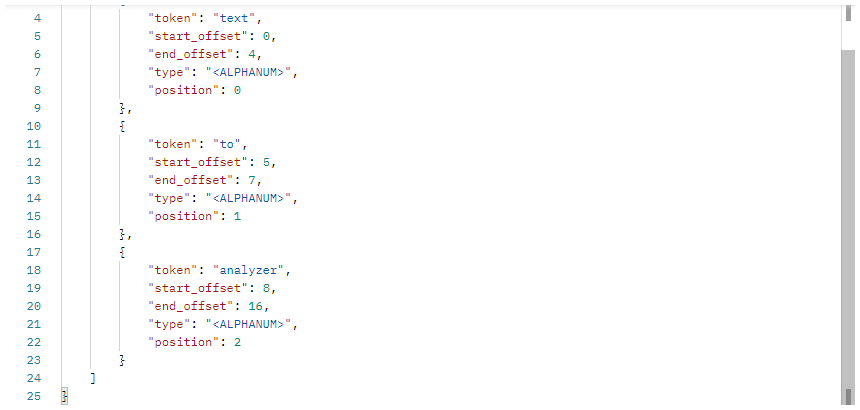 4 "token": "text",
5 "start_offset": 0,
6 "end_offset": 4,
7 "type": "<ALPHANUM>",
8 "position": 0
9 },
10 {
11 "token": "to",
12 "start_offset": 5,
13 "end_offset": 7,
14 "type": "<ALPHANUM>",
15 "position": 1
16 },
17 {
18 "token": "analyzer",
19 "start_offset": 8,
20 "end_offset": 16,
21 "type": "<ALPHANUM>",
22 "position": 2
23 }
24 ]
25 }